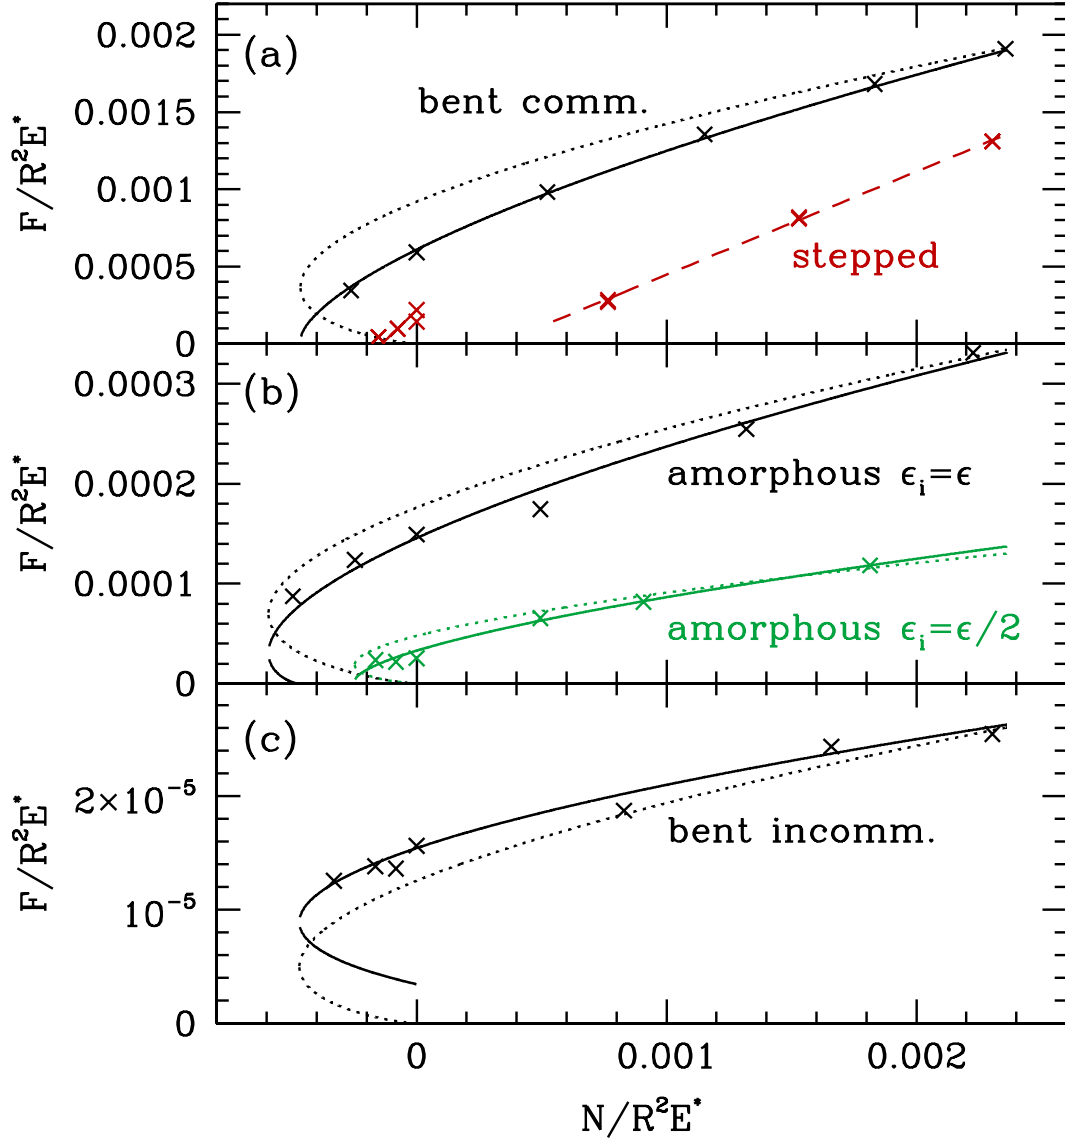 (a)
0.002
0.0015
0.001
0.0005
0
F/R²E*
bent comm.
stepped
(b)
0.0003
0.0002
0.0001
0
F/R²E*
amorphous ϵᵢ=ϵ
amorphous ϵᵢ=ϵ/2
(c)
2×10⁻⁵
10⁻⁵
0
F/R²E*
bent incomm.
0 0.001 0.002
N/R²E*